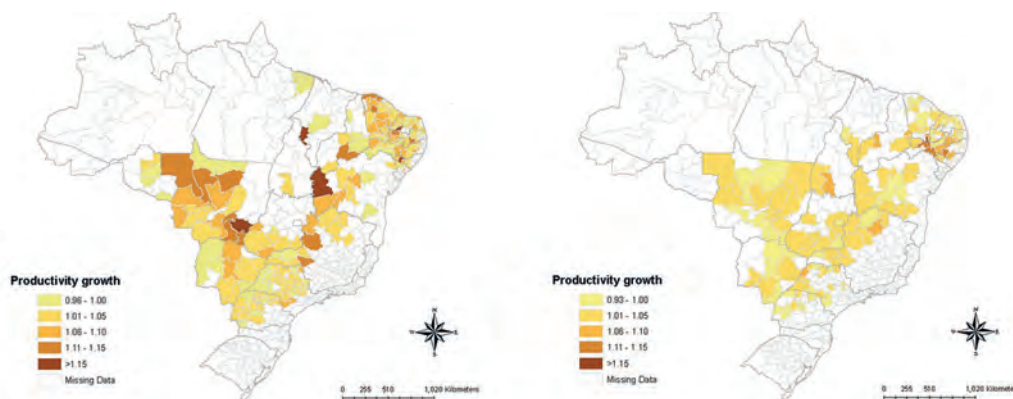 Productivity growth
0.96 - 1.00
1.01 - 1.05
1.06 - 1.10
1.11 - 1.15
>1.15
Missing Data
N
W
E
S
0 255 510 1,020 Kilometers
Productivity growth
0.93 - 1.00
1.01 - 1.05
1.06 - 1.10
1.11 - 1.15
>1.15
Missing Data
N
W
E
S
0 255 510 1,020 Kilometers